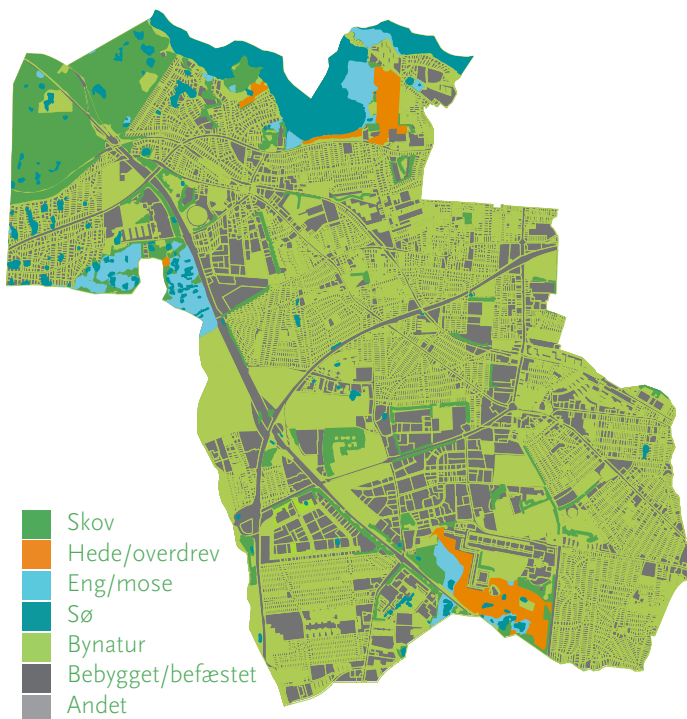 Skov
Hede/overdrev
Eng/mose
Sø
Bynatur
Bebygget/befæstet
Andet